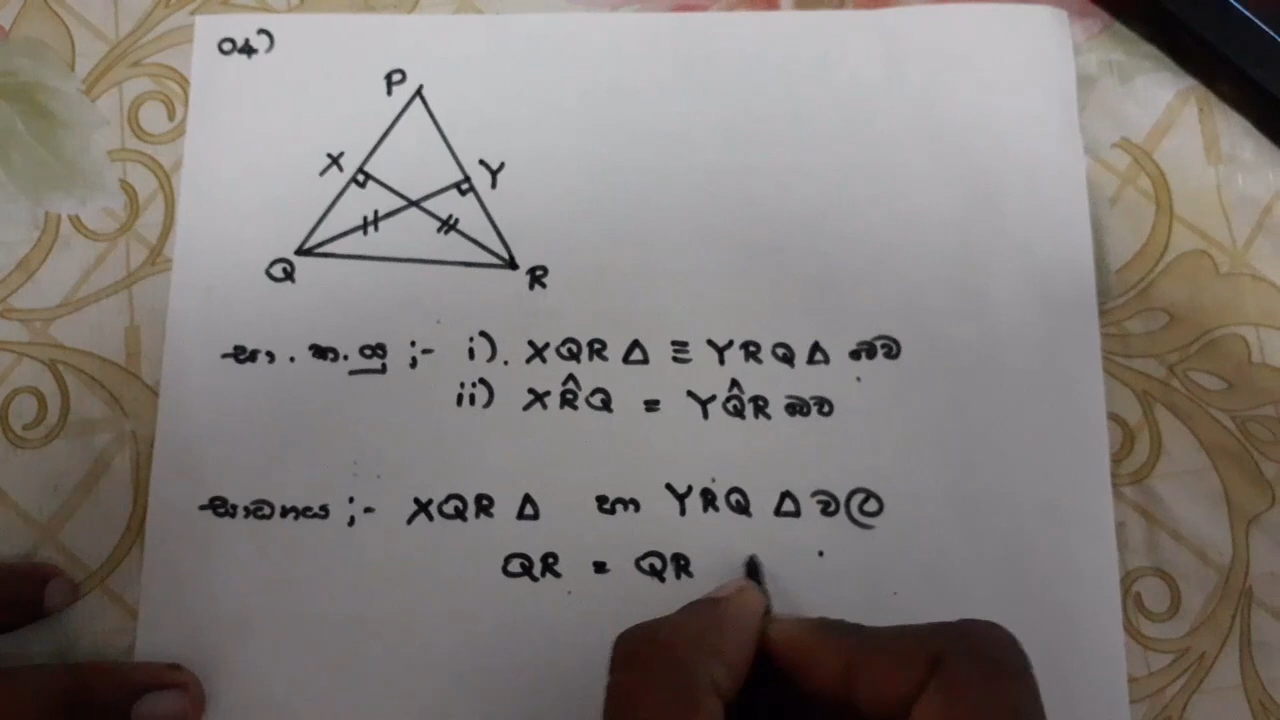 04)
P
X
Y
Q
R
සා.ක.යු ;- i). XQR Δ ≡ YRQ Δ බව
ii) XR̂Q = YQ̂R බව
සාධනය ;- XQR Δ හා YRQ Δ වල
QR = QR